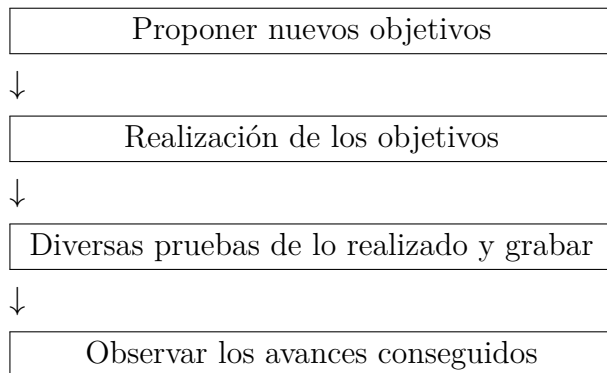 Proponer nuevos objetivos
↓
Realización de los objetivos
↓
Diversas pruebas de lo realizado y grabar
↓
Observar los avances conseguidos